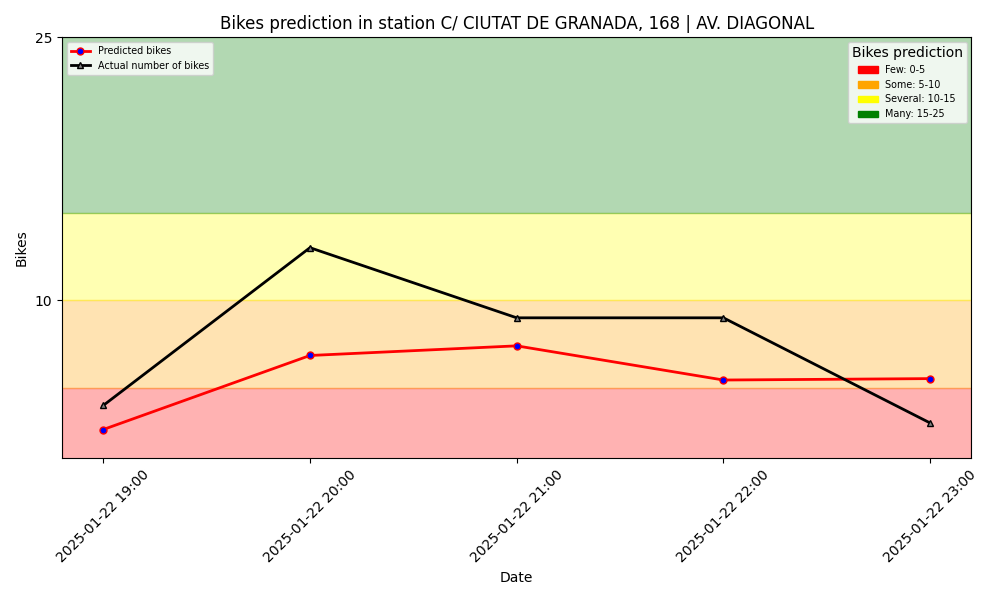 Bikes prediction in station C/ CIUTAT DE GRANADA, 168 | AV. DIAGONAL
25
10
Bikes
Predicted bikes
Actual number of bikes
Bikes prediction
Few: 0-5
Some: 5-10
Several: 10-15
Many: 15-25
2025-01-22 19:00
2025-01-22 20:00
2025-01-22 21:00
2025-01-22 22:00
2025-01-22 23:00
Date